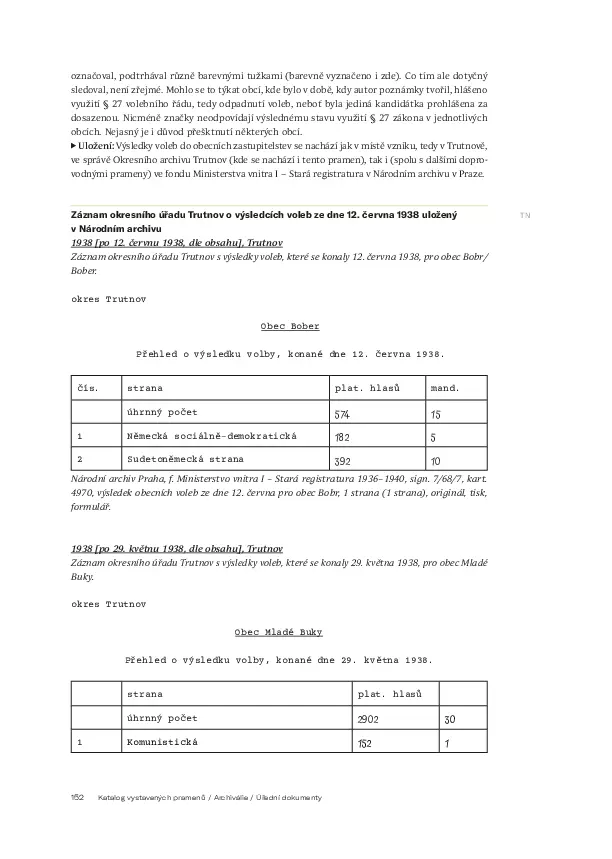 označoval, podtrhával různě barevnými tužkami (barevně vyznačeno i zde). Co tím ale dotyčný
sledoval, není zřejmé. Mohlo se to týkat obcí, kde bylo v době, kdy autor poznámky tvořil, hlášeno
využití § 27 volebního řádu, tedy odpadnutí voleb, neboť byla jediná kandidátka prohlášena za
dosazenou. Nicméně značky neodpovídají výslednému stavu využití § 27 zákona v jednotlivých
obcích. Nejasný je i důvod přešktnutí některých obcí.
▶ Uložení: Výsledky voleb do obecních zastupitelstev se nachází jak v místě vzniku, tedy v Trutnově,
ve správě Okresního archivu Trutnov (kde se nachází i tento pramen), tak i (spolu s dalšími dopro-
vodnými prameny) ve fondu Ministerstva vnitra I – Stará registratura v Národním archivu v Praze.
Záznam okresního úřadu Trutnov o výsledcích voleb ze dne 12. června 1938 uložený TN
v Národním archivu
1938 [po 12. červnu 1938, dle obsahu], Trutnov
Záznam okresního úřadu Trutnov s výsledky voleb, které se konaly 12. června 1938, pro obec Bobr/
Bober.
okres Trutnov
Obec Bober
Přehled o výsledku volby, konané dne 12. června 1938.
čís. strana plat. hlasů mand.
úhrnný počet 574 15
1 Německá sociálně-demokratická 182 5
2 Sudetoněmecká strana 392 10
Národní archiv Praha, f. Ministerstvo vnitra I – Stará registratura 1936–1940, sign. 7/68/7, kart.
4970, výsledek obecních voleb ze dne 12. června pro obec Bobr, 1 strana (1 strana), originál, tisk,
formulář.
1938 [po 29. květnu 1938, dle obsahu], Trutnov
Záznam okresního úřadu Trutnov s výsledky voleb, které se konaly 29. května 1938, pro obec Mladé
Buky.
okres Trutnov
Obec Mladé Buky
Přehled o výsledku volby, konané dne 29. května 1938.
strana plat. hlasů
úhrnný počet 2902 30
1 Komunistická 152 1
152 Katalog vystavených pramenů / Archiválie / Úřední dokumenty